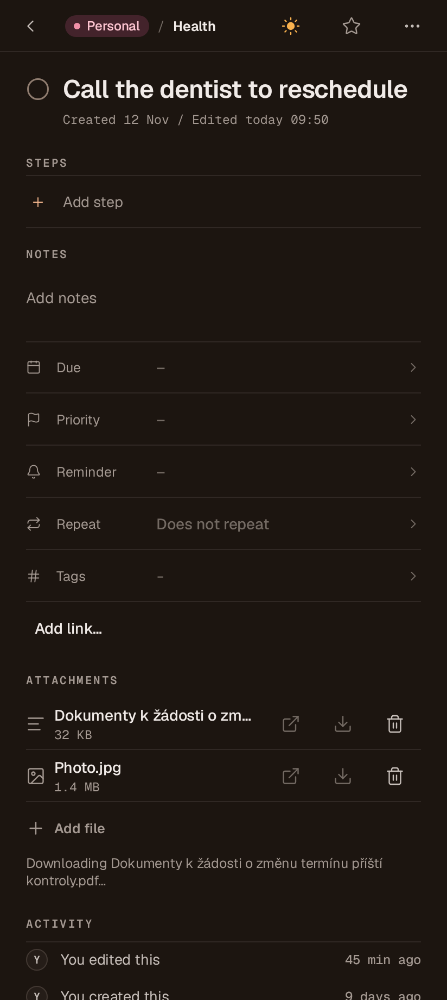 Personal / Health
Call the dentist to reschedule
Created 12 Nov / Edited today 09:50
STEPS
Add step
NOTES
Add notes
Due –
Priority –
Reminder –
Repeat Does not repeat
Tags -
Add link...
ATTACHMENTS
Dokumenty k žádosti o zm...
32 KB
Photo.jpg
1.4 MB
Add file
Downloading Dokumenty k žádosti o změnu termínu příští
kontroly.pdf...
ACTIVITY
Y You edited this 45 min ago
Y You created this 9 days ago